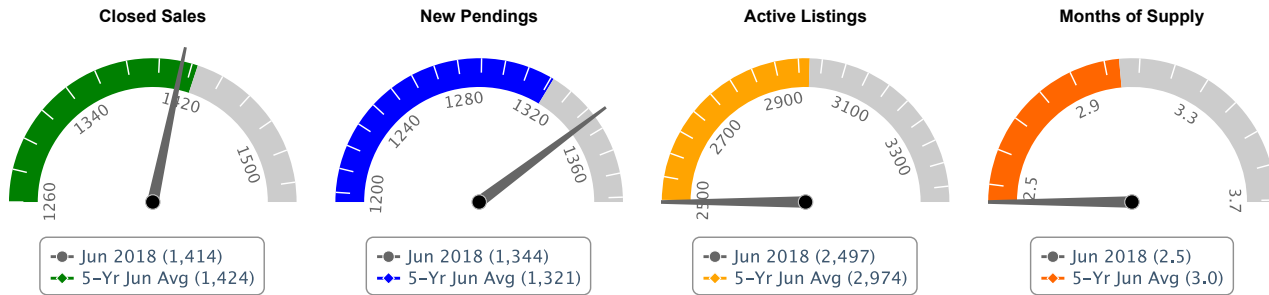 Closed Sales
1260
1340
1420
1500
Jun 2018 (1,414)
5-Yr Jun Avg (1,424)
New Pendings
1200
1240
1280
1320
1360
Jun 2018 (1,344)
5-Yr Jun Avg (1,321)
Active Listings
2500
2700
2900
3100
3300
Jun 2018 (2,497)
5-Yr Jun Avg (2,974)
Months of Supply
2.5
2.9
3.3
3.7
Jun 2018 (2.5)
5-Yr Jun Avg (3.0)